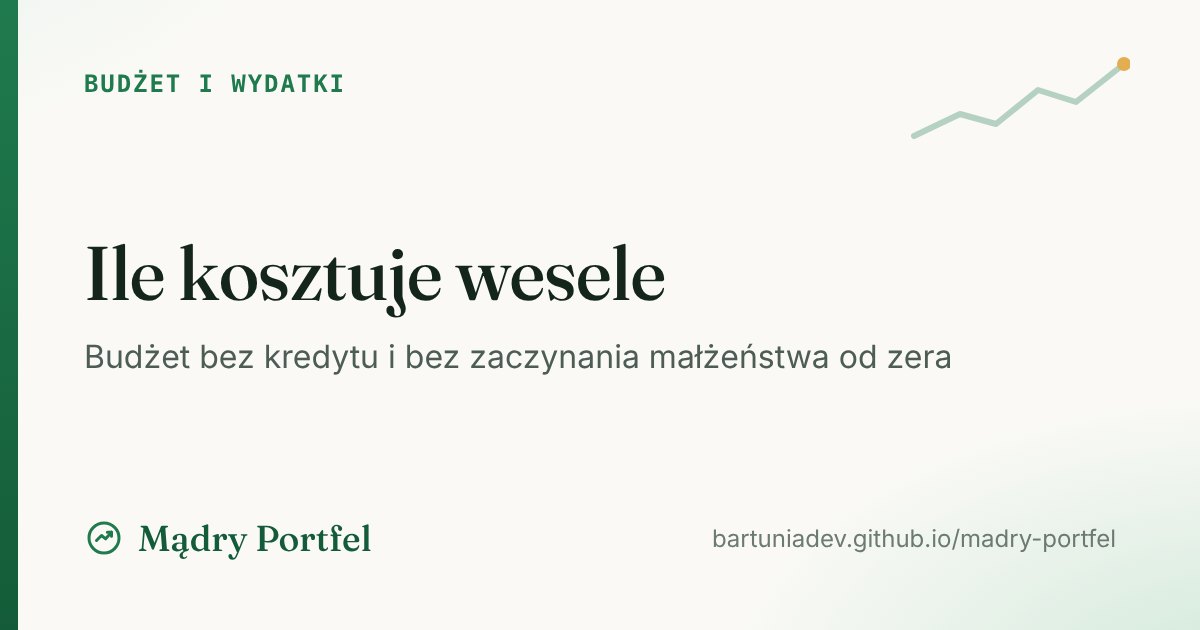 BUDŻET I WYDATKI
Ile kosztuje wesele
Budżet bez kredytu i bez zaczynania małżeństwa od zera
Mądry Portfel
bartuniadev.github.io/madry-portfel